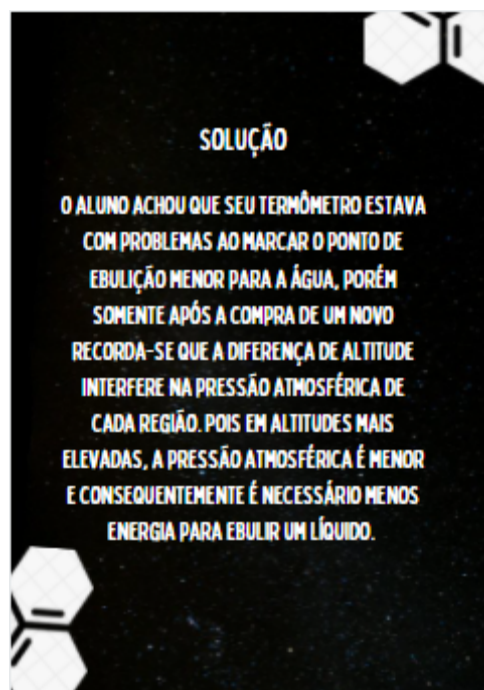 SOLUÇÃO
O ALUNO ACHOU QUE SEU TERMÔMETRO ESTAVA
COM PROBLEMAS AO MARCAR O PONTO DE
EBULIÇÃO MENOR PARA A ÁGUA, PORÉM
SOMENTE APÓS A COMPRA DE UM NOVO
RECORDA-SE QUE A DIFERENÇA DE ALTITUDE
INTERFERE NA PRESSÃO ATMOSFÉRICA DE
CADA REGIÃO. POIS EM ALTITUDES MAIS
ELEVADAS, A PRESSÃO ATMOSFÉRICA É MENOR
E CONSEQUENTEMENTE É NECESSÁRIO MENOS
ENERGIA PARA EBULIR UM LÍQUIDO.